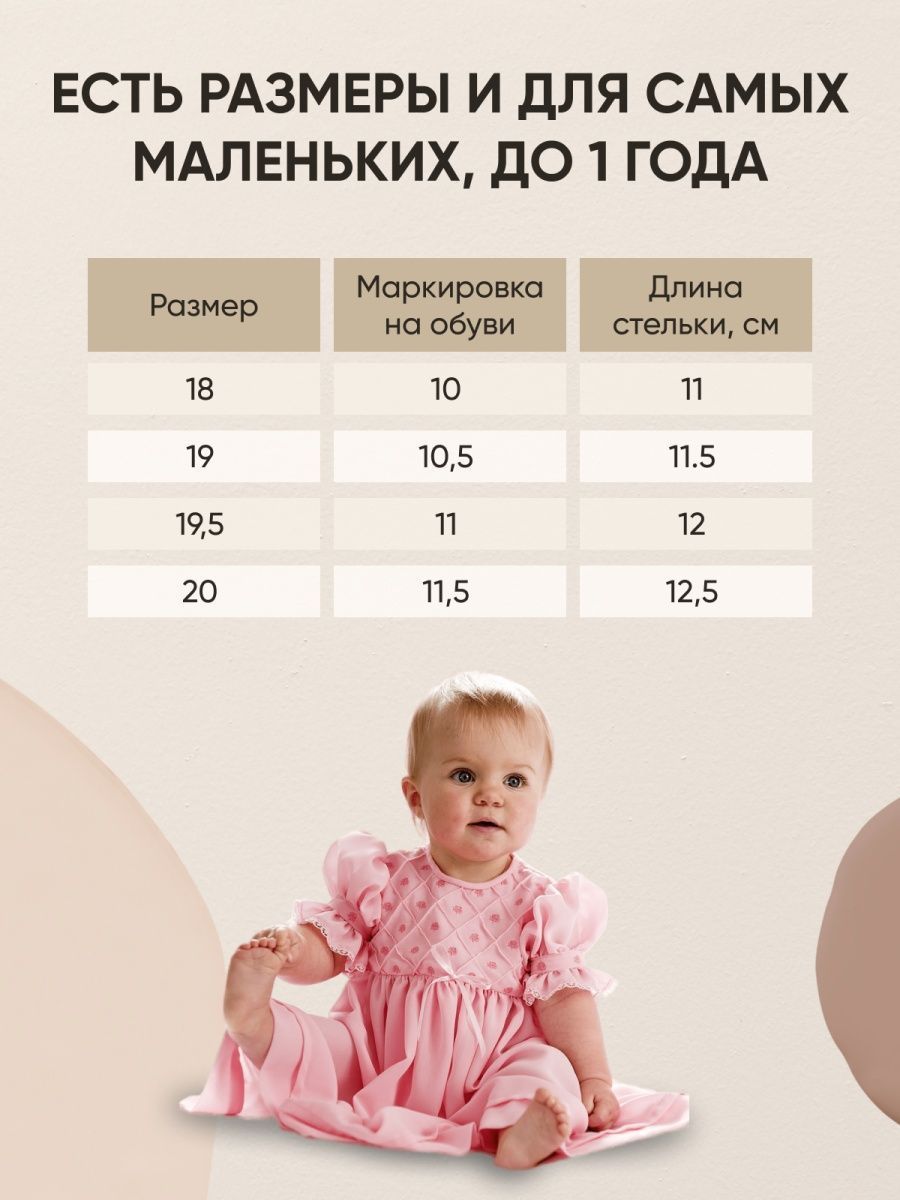 ЕСТЬ РАЗМЕРЫ И ДЛЯ САМЫХ
МАЛЕНЬКИХ, ДО 1 ГОДА
Размер
Маркировка
на обуви
Длина
стельки, см
18 10 11
19 10,5 11.5
19,5 11 12
20 11,5 12,5